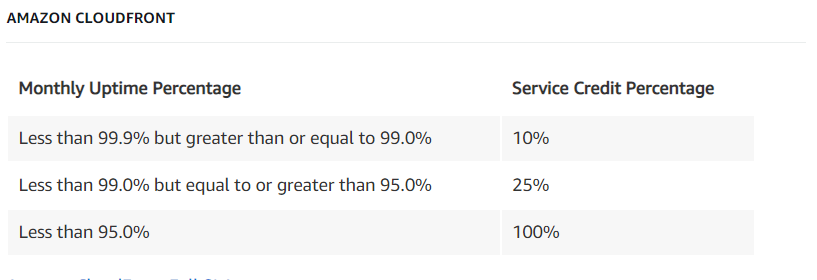 AMAZON CLOUDFRONT
Monthly Uptime Percentage Service Credit Percentage
Less than 99.9% but greater than or equal to 99.0% 10%
Less than 99.0% but equal to or greater than 95.0% 25%
Less than 95.0% 100%